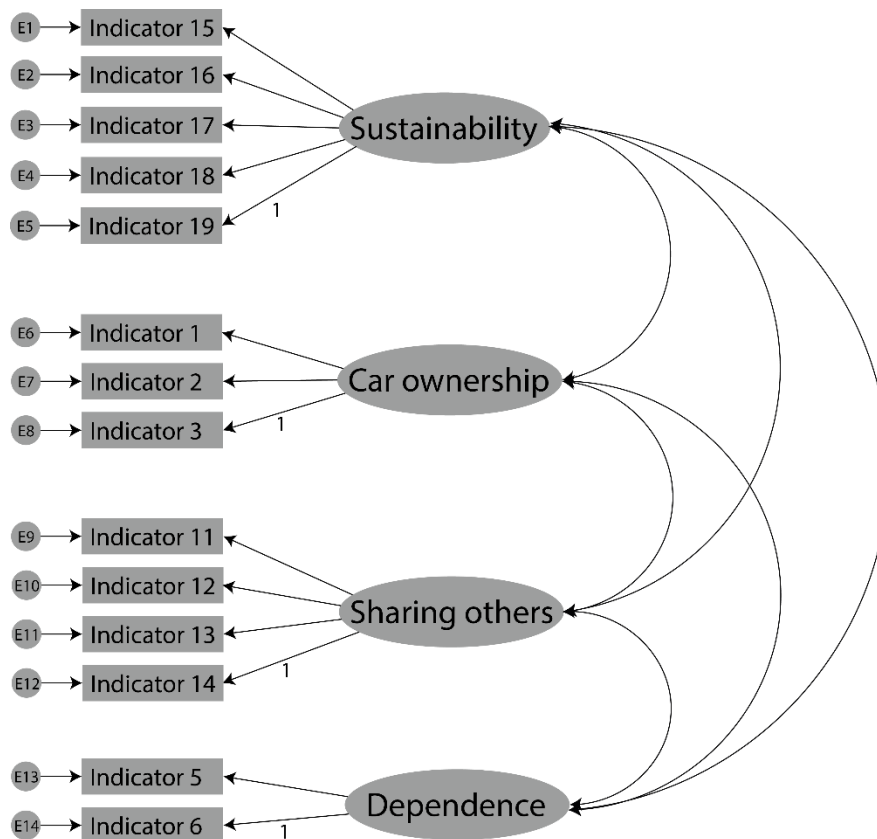 E1 Indicator 15
E2 Indicator 16
Sustainability
E3 Indicator 17
E4 Indicator 18
1
E5 Indicator 19
E6 Indicator 1
E7 Indicator 2
Car ownership
1
E8 Indicator 3
E9 Indicator 11
E10 Indicator 12
Sharing others
E11 Indicator 13
1
E12 Indicator 14
E13 Indicator 5
Dependence
E14 Indicator 6
1